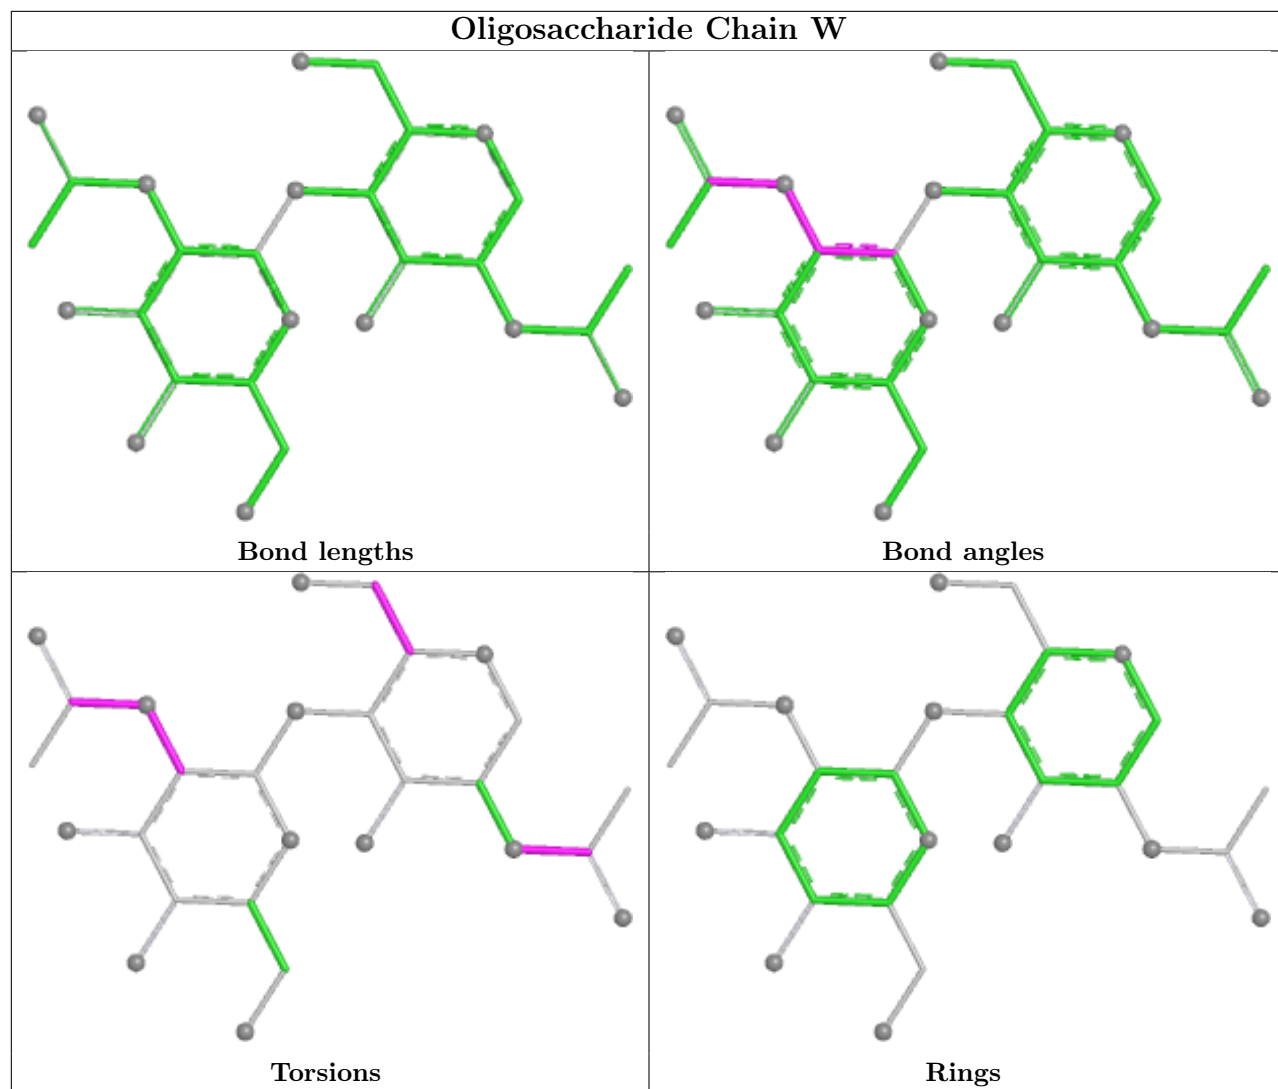 Oligosaccharide Chain W
Bond lengths
Bond angles
Torsions
Rings